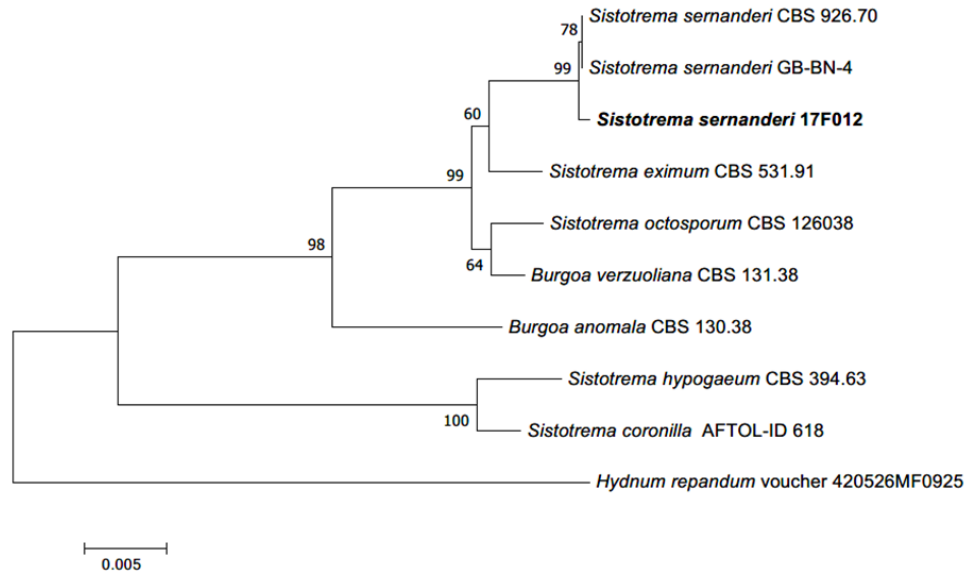 Sistotrema sernanderi CBS 926.70
78
Sistotrema sernanderi GB-BN-4
99
Sistotrema sernanderi 17F012
60
Sistotrema eximum CBS 531.91
99
Sistotrema octosporum CBS 126038
98
64
Burgoa verzuoliana CBS 131.38
Burgoa anomala CBS 130.38
Sistotrema hypogaeum CBS 394.63
100
Sistotrema coronilla AFTOL-ID 618
Hydnum repandum voucher 420526MF0925
0.005